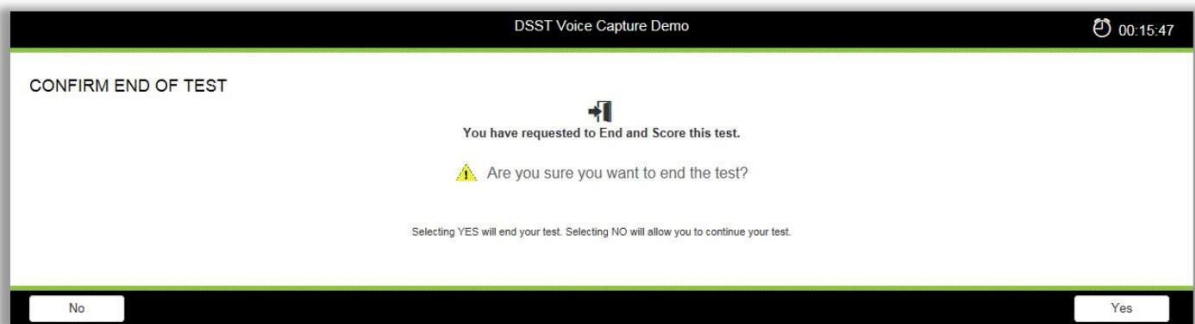 DSST Voice Capture Demo
00:15:47
CONFIRM END OF TEST
You have requested to End and Score this test.
Are you sure you want to end the test?
Selecting YES will end your test. Selecting NO will allow you to continue your test.
No
Yes